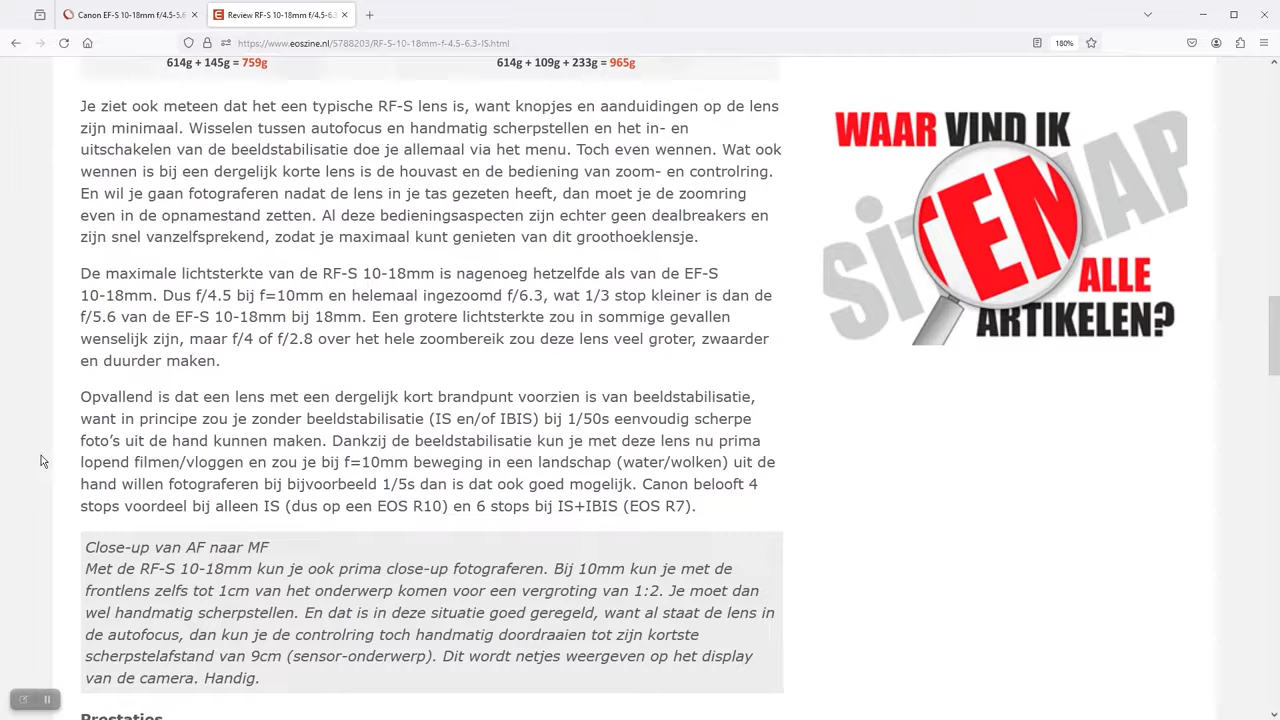 Canon EF-S 10-18mm f/4.5-5.6
Review RF-S 10-18mm f/4.5-6.3
https://www.eoszine.nl/5788203/RF-S-10-18mm-f-4.5-6.3-IS.html
180%
614g + 145g = 759g
614g + 109g + 233g = 965g
Je ziet ook meteen dat het een typische RF-S lens is, want knopjes en aanduidingen op de lens
zijn minimaal. Wisselen tussen autofocus en handmatig scherpstellen en het in- en
uitschakelen van de beeldstabilisatie doe je allemaal via het menu. Toch even wennen. Wat ook
wennen is bij een dergelijk korte lens is de houvast en de bediening van zoom- en controlring.
En wil je gaan fotograferen nadat de lens in je tas gezeten heeft, dan moet je de zoomring
even in de opnamestand zetten. Al deze bedieningsaspecten zijn echter geen dealbreakers en
zijn snel vanzelfsprekend, zodat je maximaal kunt genieten van dit groothoeklensje.
De maximale lichtsterkte van de RF-S 10-18mm is nagenoeg hetzelfde als van de EF-S
10-18mm. Dus f/4.5 bij f=10mm en helemaal ingezoomd f/6.3, wat 1/3 stop kleiner is dan de
f/5.6 van de EF-S 10-18mm bij 18mm. Een grotere lichtsterkte zou in sommige gevallen
wenselijk zijn, maar f/4 of f/2.8 over het hele zoombereik zou deze lens veel groter, zwaarder
en duurder maken.
Opvallend is dat een lens met een dergelijk kort brandpunt voorzien is van beeldstabilisatie,
want in principe zou je zonder beeldstabilisatie (IS en/of IBIS) bij 1/50s eenvoudig scherpe
foto's uit de hand kunnen maken. Dankzij de beeldstabilisatie kun je met deze lens nu prima
lopend filmen/vloggen en zou je bij f=10mm beweging in een landschap (water/wolken) uit de
hand willen fotograferen bij bijvoorbeeld 1/5s dan is dat ook goed mogelijk. Canon belooft 4
stops voordeel bij alleen IS (dus op een EOS R10) en 6 stops bij IS+IBIS (EOS R7).
Close-up van AF naar MF
Met de RF-S 10-18mm kun je ook prima close-up fotograferen. Bij 10mm kun je met de
frontlens zelfs tot 1cm van het onderwerp komen voor een vergroting van 1:2. Je moet dan
wel handmatig scherpstellen. En dat is in deze situatie goed geregeld, want al staat de lens in
de autofocus, dan kun je de controlring toch handmatig doordraaien tot zijn kortste
scherpstelafstand van 9cm (sensor-onderwerp). Dit wordt netjes weergeven op het display
van de camera. Handig.
Prestaties
WAAR VIND IK
SiTEMAP
ALLE
ARTIKELEN?